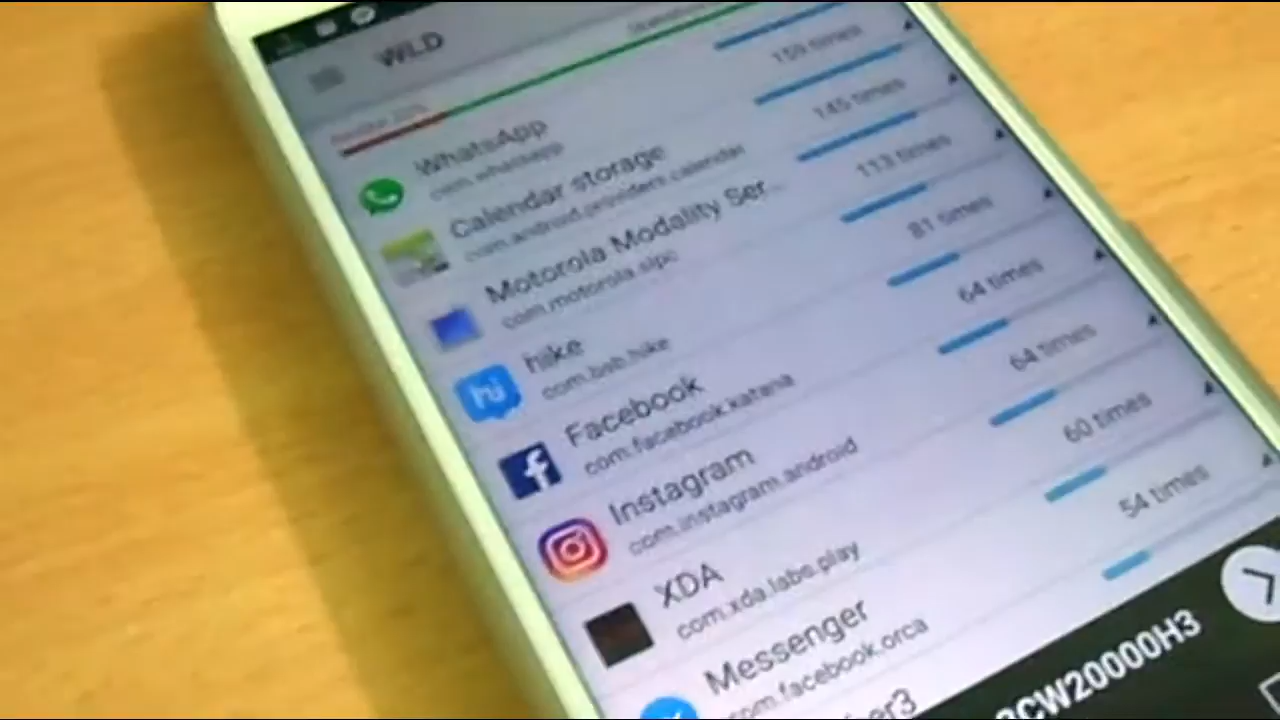 WLD
WhatsApp
com.whatsapp
159 times
Calendar storage
com.android.providers.calendar
145 times
Motorola Modality Ser...
com.motorola.slpc
113 times
hike
com.bsb.hike
81 times
Facebook
com.facebook.katana
64 times
Instagram
com.instagram.android
64 times
XDA
com.xda.labs.play
60 times
Messenger
com.facebook.orca
54 times
CW20000H3